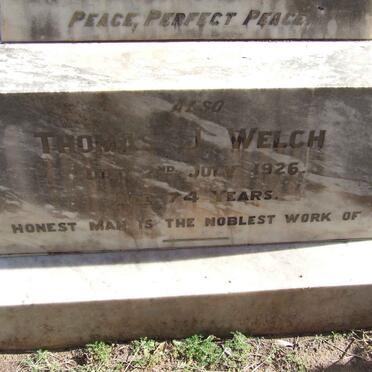 PEACE, PERFECT PEACE.
ALSO
THOMAS J. WELCH
2ND JULY 1926.
74 YEARS.
HONEST MAN IS THE NOBLEST WORK OF